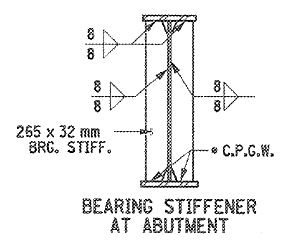 8
8
8
8
8
8
265 x 32 mm
BRG. STIFF.
* C.P.G.W.
BEARING STIFFENER
AT ABUTMENT